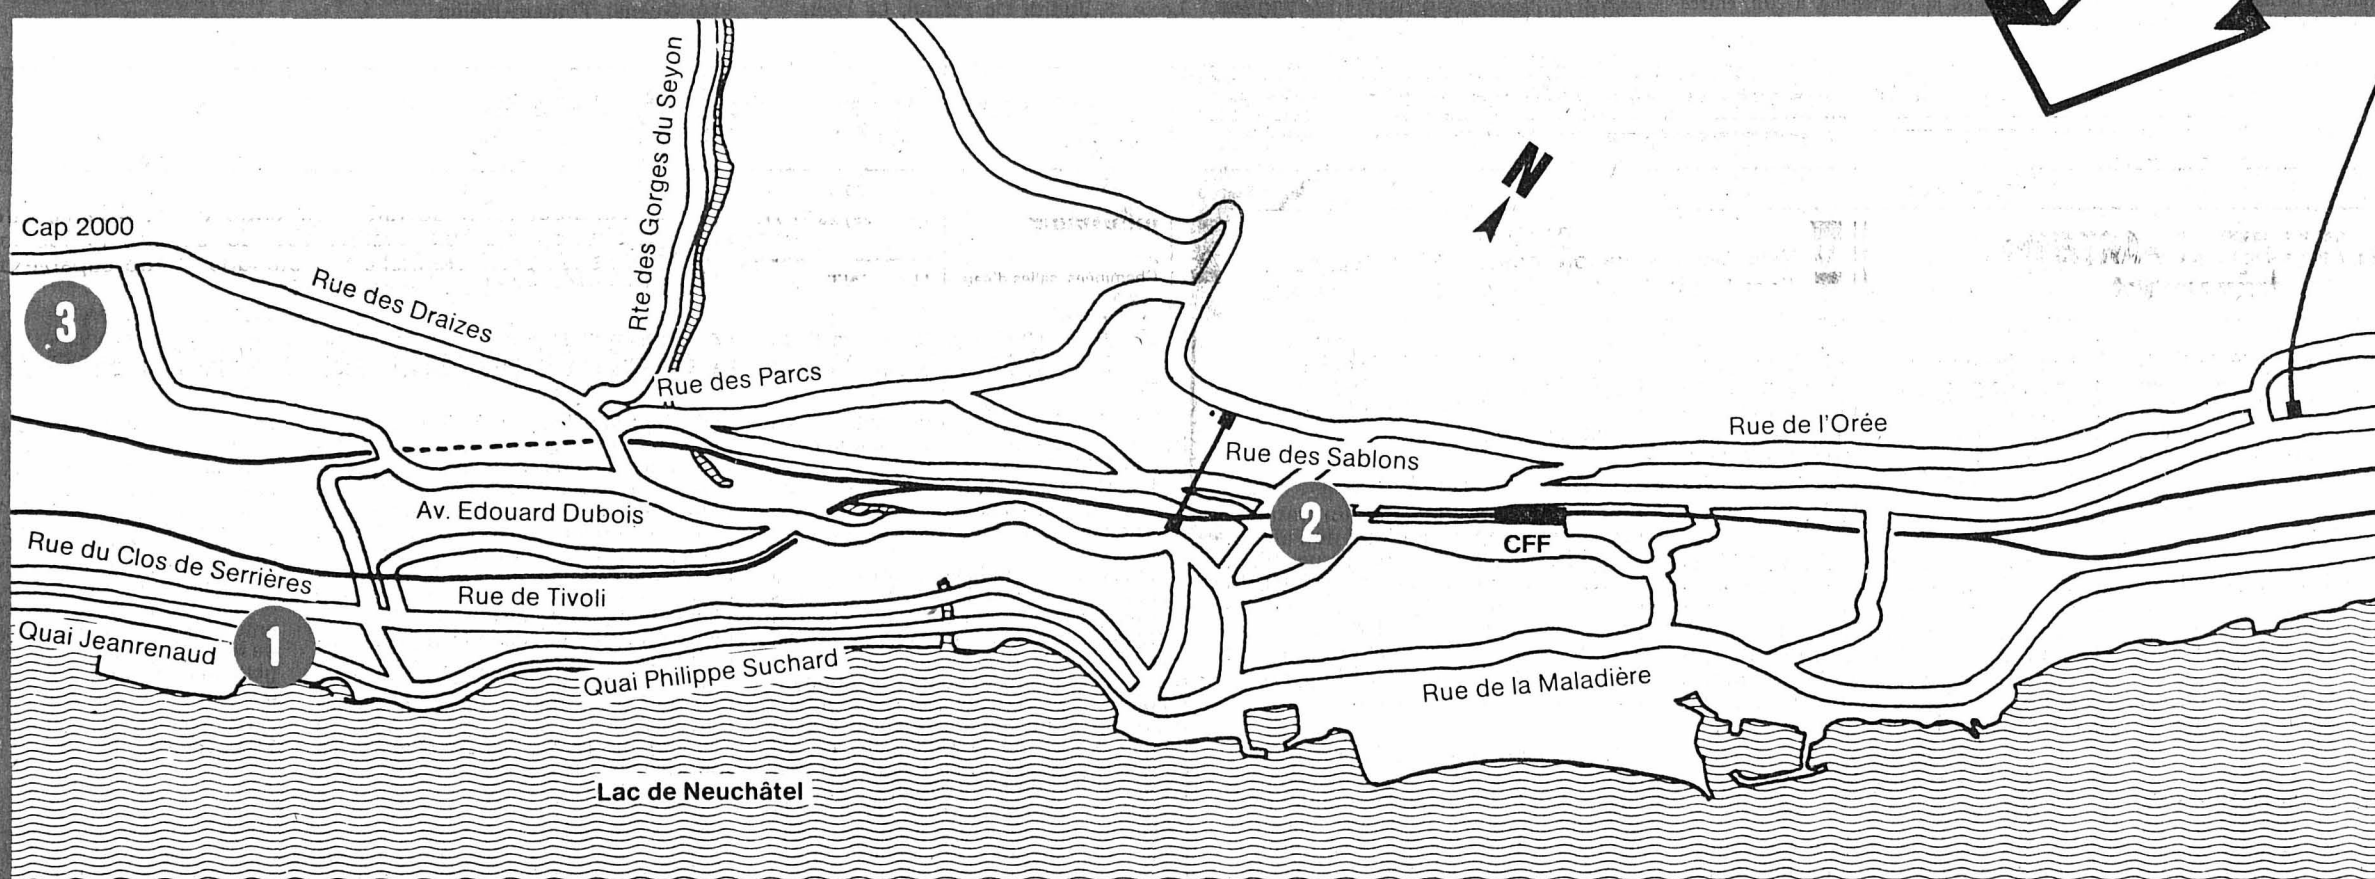 Rte des Gorges du Seyon
N
Cap 2000
3
Rue des Draizes
Rue des Parcs
Rue de l'Orée
Rue des Sablons
2
Av. Edouard Dubois
CFF
Rue du Clos de Serrières
Rue de Tivoli
Quai Jeanrenaud
1
Quai Philippe Suchard
Rue de la Maladière
Lac de Neuchâtel